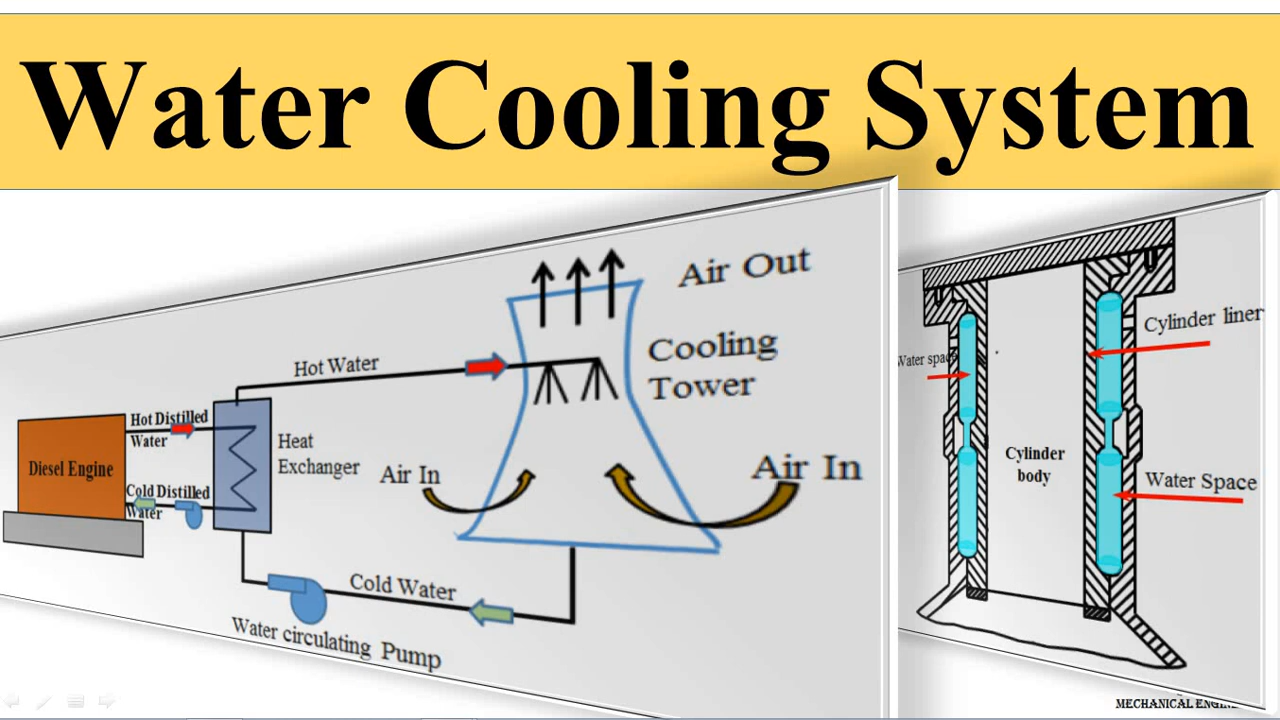 Water Cooling System
Air Out
Hot Water
Cooling
Tower
Hot Distilled
Water
Diesel Engine
Heat
Exchanger
Air In
Air In
Cold Distilled
Water
Cold Water
Water circulating Pump
Cylinder liner
Water space
Cylinder
body
Water Space
MECHANICAL